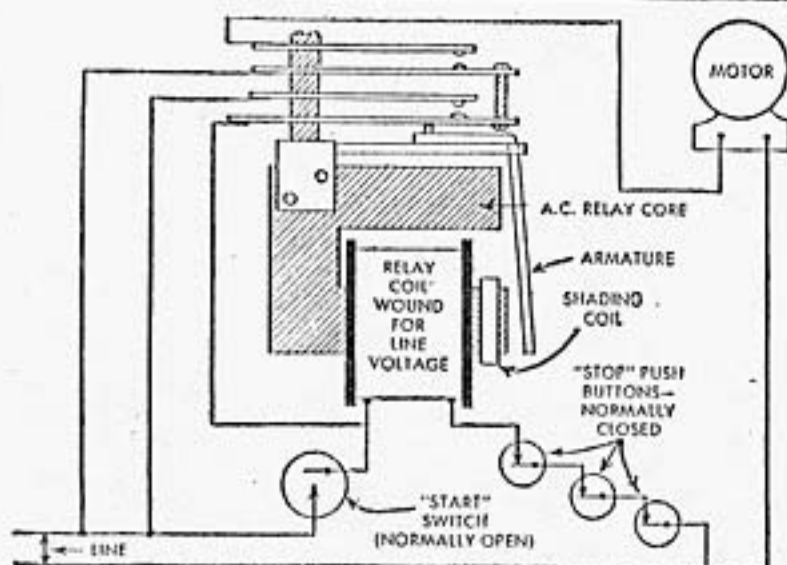 MOTOR
A.C. RELAY CORE
ARMATURE
SHADING
COIL
RELAY
COIL
WOUND
FOR
LINE
VOLTAGE
"STOP" PUSH
BUTTONS—
NORMALLY
CLOSED
"START"
SWITCH
(NORMALLY OPEN)
LINE